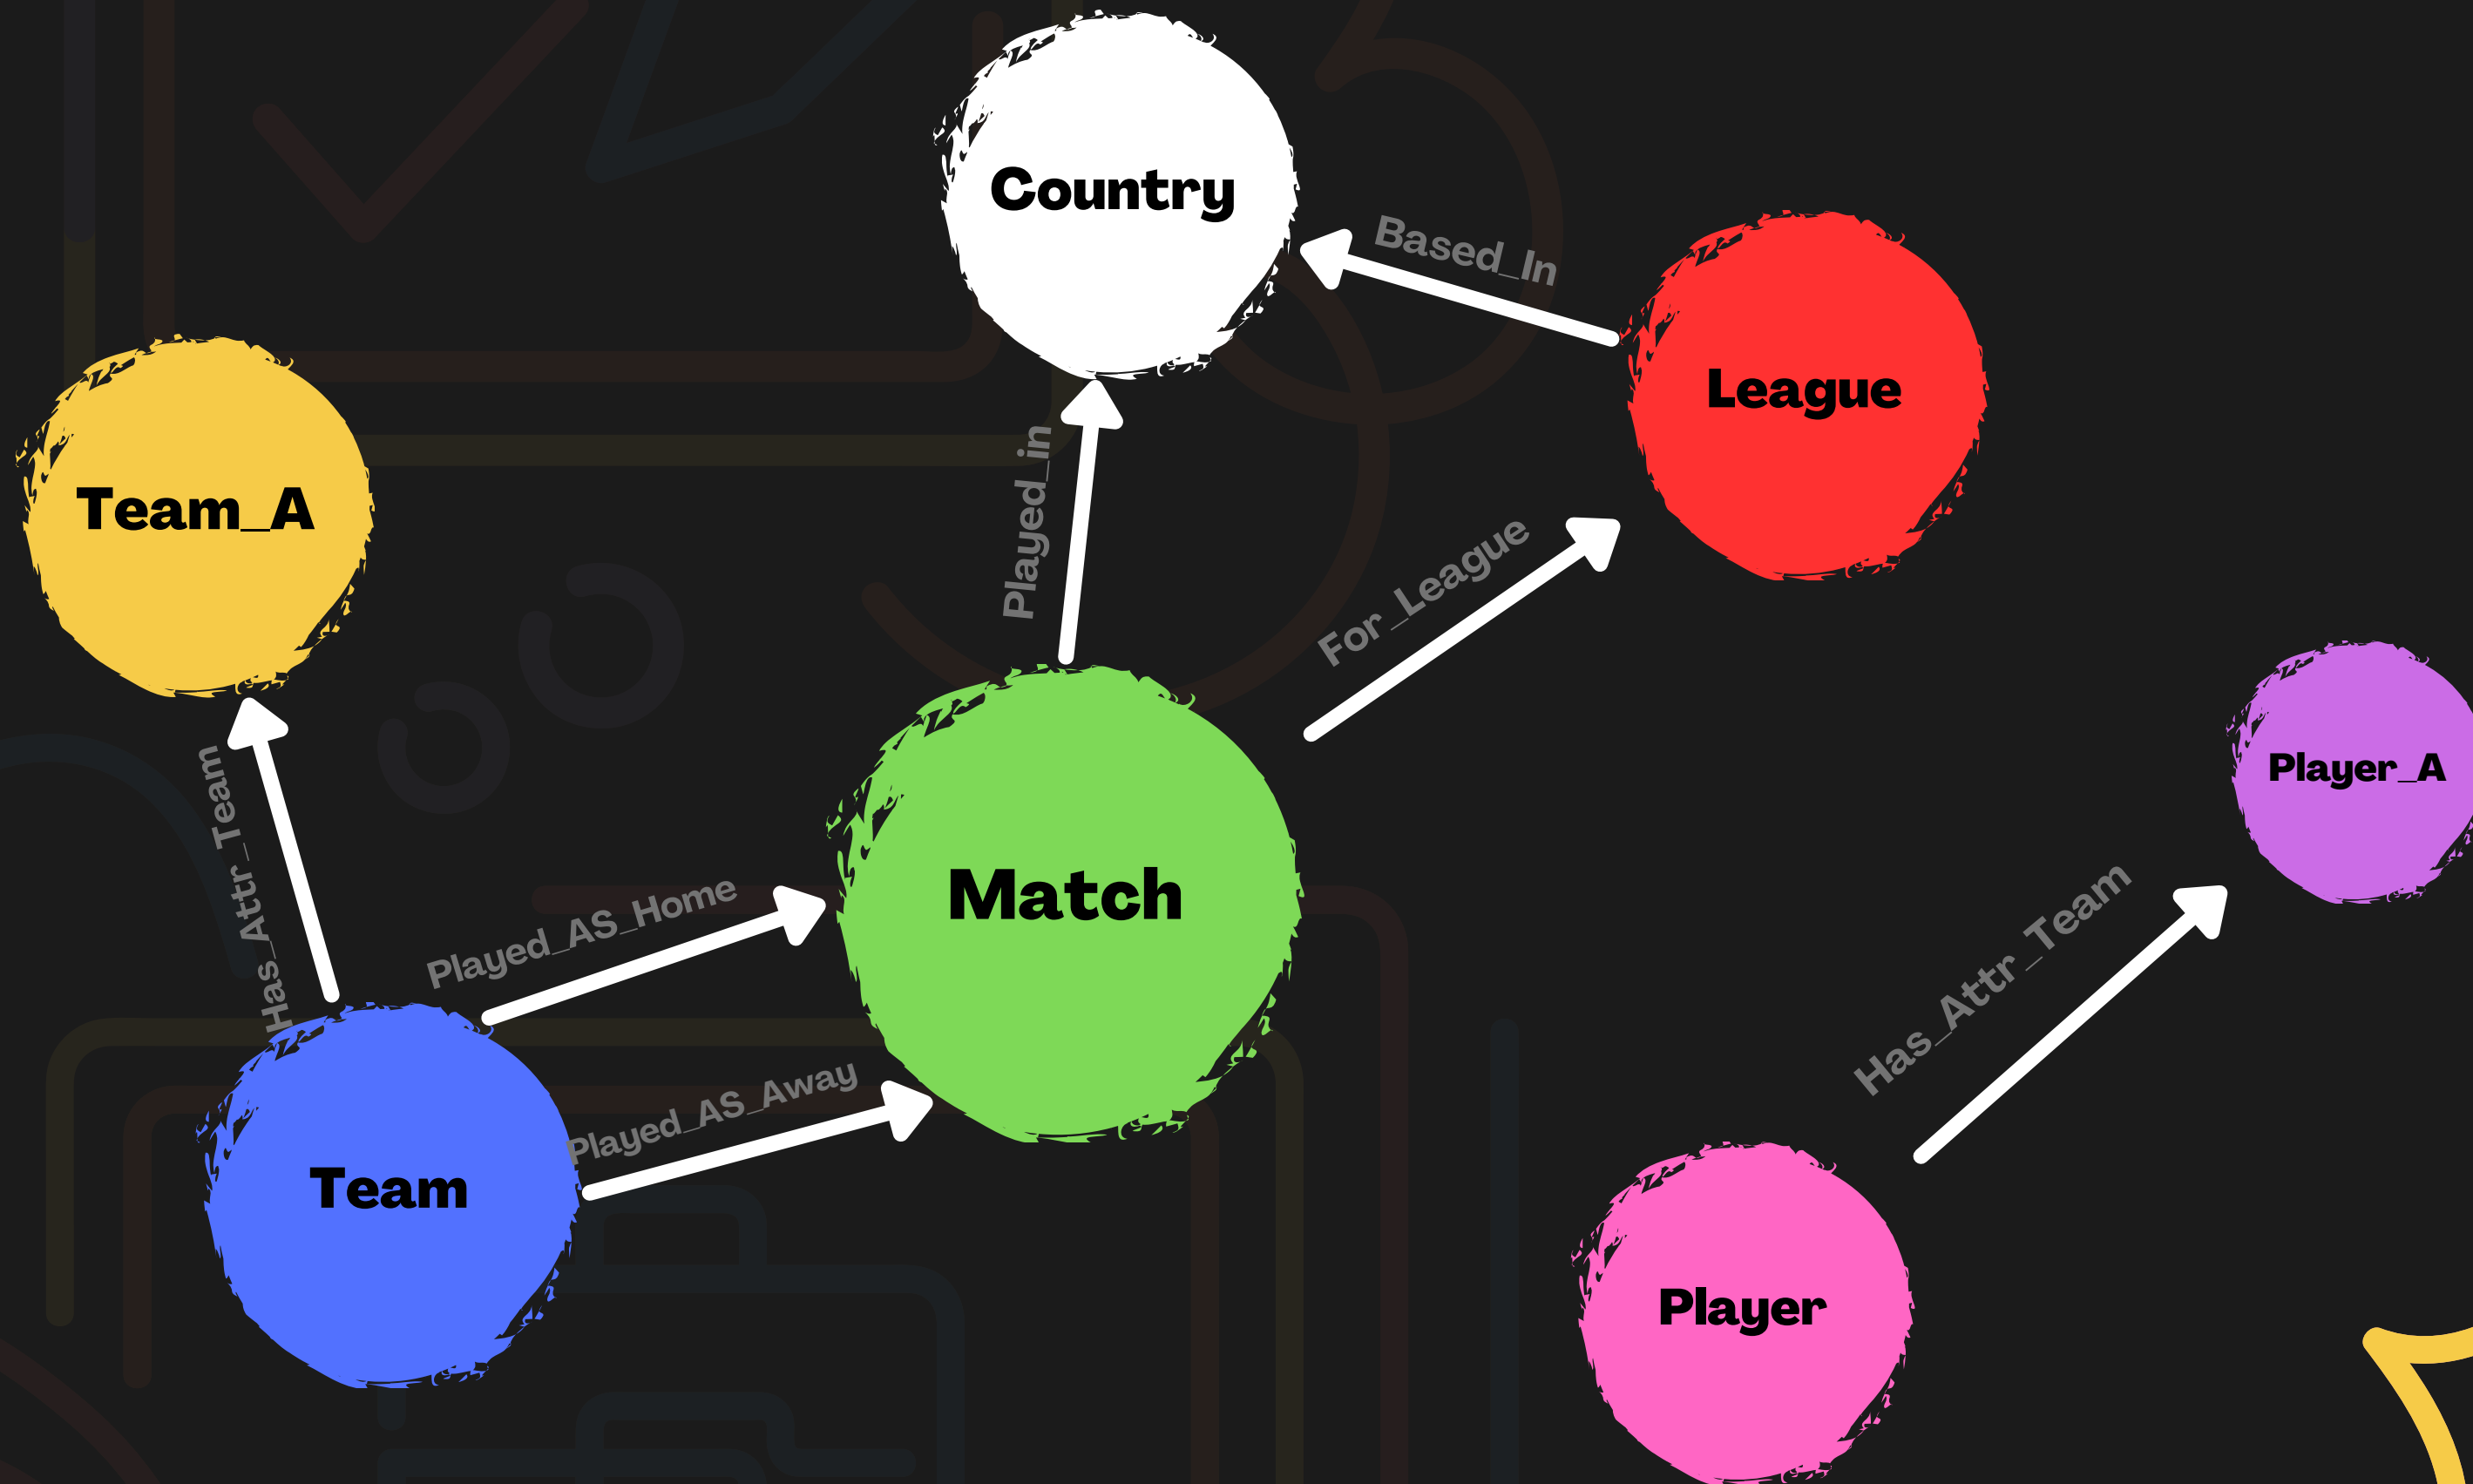 Country
Based_In
League
Team_A
Played_in
For_League
Player_A
Has_Attr_Team
Played_AS_Home
Match
Has_Attr_Team
Played_AS_Away
Team
Player